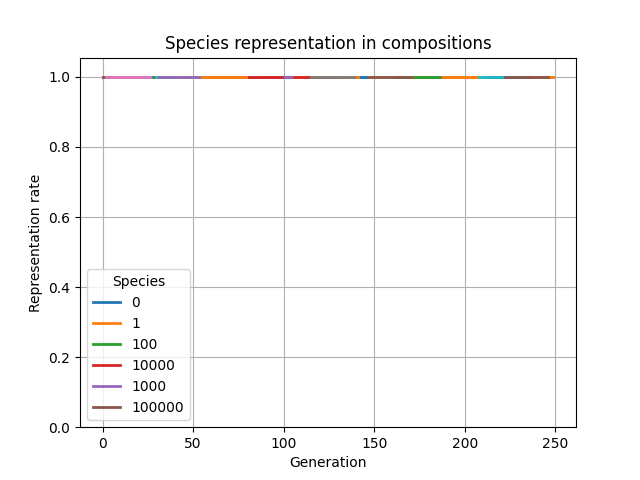 Species representation in compositions
Representation rate
1.0
0.8
0.6
0.4
0.2
0.0
Species
0
1
100
10000
1000
100000
0 50 100 150 200 250
Generation